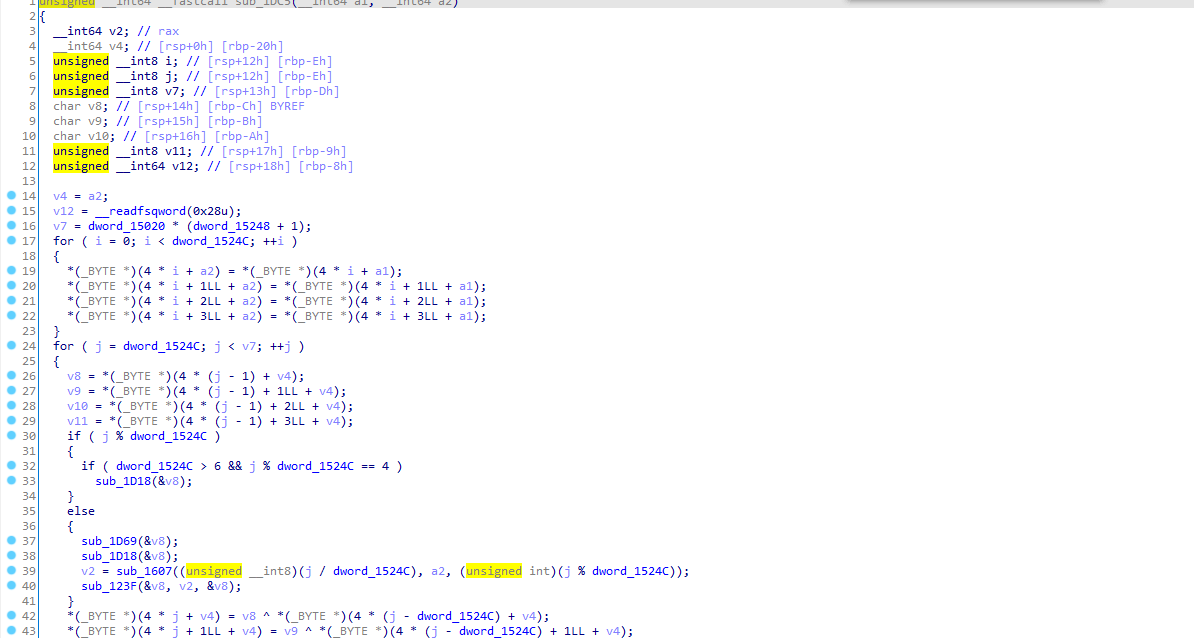 1 unsigned __int64 __fastcall sub_1DC5(__int64 a1, __int64 a2)
2 {
3 __int64 v2; // rax
4 __int64 v4; // [rsp+0h] [rbp-20h]
5 unsigned __int8 i; // [rsp+12h] [rbp-Eh]
6 unsigned __int8 j; // [rsp+12h] [rbp-Eh]
7 unsigned __int8 v7; // [rsp+13h] [rbp-Dh]
8 char v8; // [rsp+14h] [rbp-Ch] BYREF
9 char v9; // [rsp+15h] [rbp-Bh]
10 char v10; // [rsp+16h] [rbp-Ah]
11 unsigned __int8 v11; // [rsp+17h] [rbp-9h]
12 unsigned __int64 v12; // [rsp+18h] [rbp-8h]
13
14 v4 = a2;
15 v12 = __readfsqword(0x28u);
16 v7 = dword_15020 * (dword_15248 + 1);
17 for ( i = 0; i < dword_1524C; ++i )
18 {
19 *(_BYTE *)(4 * i + a2) = *(_BYTE *)(4 * i + a1);
20 *(_BYTE *)(4 * i + 1LL + a2) = *(_BYTE *)(4 * i + 1LL + a1);
21 *(_BYTE *)(4 * i + 2LL + a2) = *(_BYTE *)(4 * i + 2LL + a1);
22 *(_BYTE *)(4 * i + 3LL + a2) = *(_BYTE *)(4 * i + 3LL + a1);
23 }
24 for ( j = dword_1524C; j < v7; ++j )
25 {
26 v8 = *(_BYTE *)(4 * (j - 1) + v4);
27 v9 = *(_BYTE *)(4 * (j - 1) + 1LL + v4);
28 v10 = *(_BYTE *)(4 * (j - 1) + 2LL + v4);
29 v11 = *(_BYTE *)(4 * (j - 1) + 3LL + v4);
30 if ( j % dword_1524C )
31 {
32 if ( dword_1524C > 6 && j % dword_1524C == 4 )
33 sub_1D18(&v8);
34 }
35 else
36 {
37 sub_1D69(&v8);
38 sub_1D18(&v8);
39 v2 = sub_1607((unsigned __int8)(j / dword_1524C), a2, (unsigned int)(j % dword_1524C));
40 sub_123F(&v8, v2, &v8);
41 }
42 *(_BYTE *)(4 * j + v4) = v8 ^ *(_BYTE *)(4 * (j - dword_1524C) + v4);
43 *(_BYTE *)(4 * j + 1LL + v4) = v9 ^ *(_BYTE *)(4 * (j - dword_1524C) + 1LL + v4);